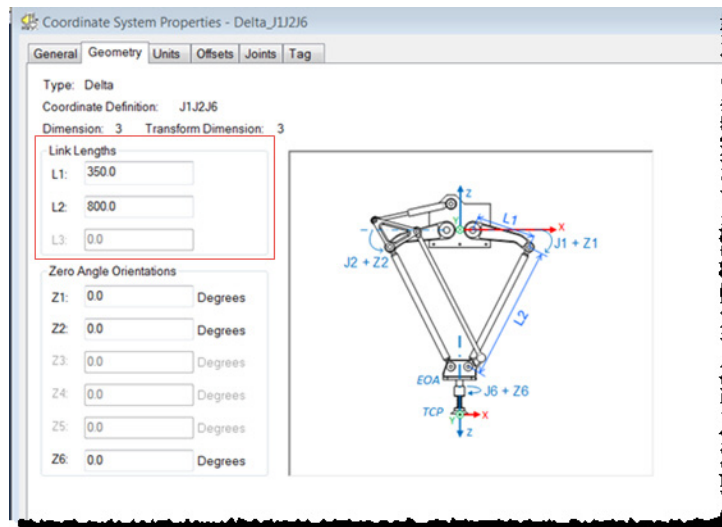 Coordinate System Properties - Delta_J1J2J6
General Geometry Units Offsets Joints Tag
Type: Delta
Coordinate Definition: J1J2J6
Dimension: 3 Transform Dimension: 3
Link Lengths
L1: 350.0
L2: 800.0
L3: 0.0
Zero Angle Orientations
Z1: 0.0 Degrees
Z2: 0.0 Degrees
Z3: 0.0 Degrees
Z4: 0.0 Degrees
Z5: 0.0 Degrees
Z6: 0.0 Degrees
Z
L1
Y
X
J1 + Z1
J2 + Z2
L2
EOA
J6 + Z6
TCP
Y
X
Z